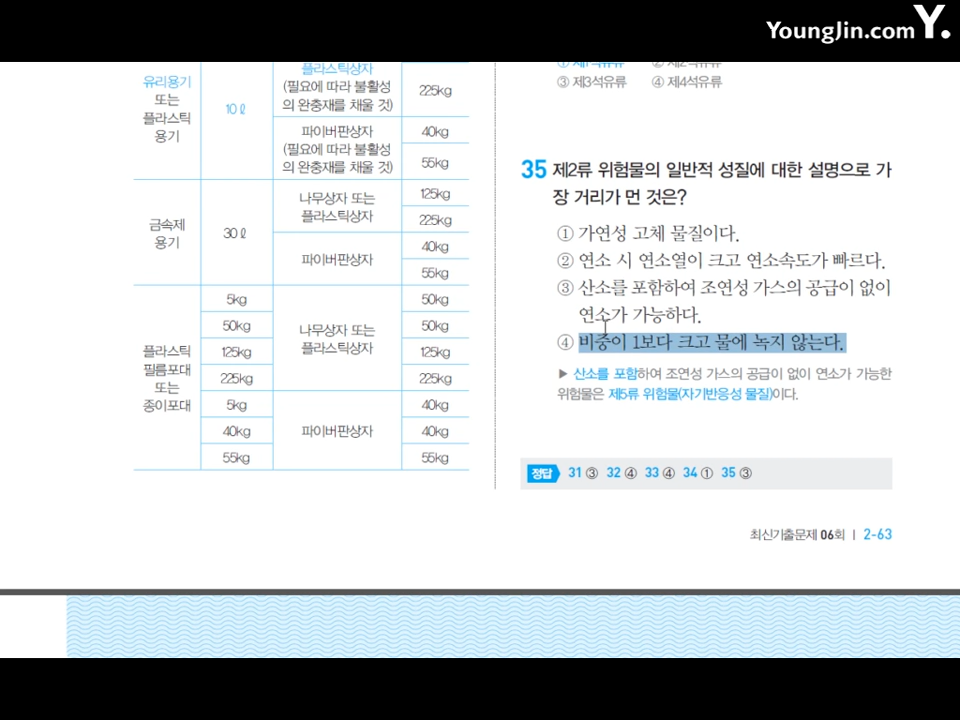 YoungJin.com Y.
유리용기
또는
플라스틱
용기
10 ℓ
플라스틱상자
(필요에 따라 불활성
의 완충재를 채울 것)
225kg
파이버판상자
(필요에 따라 불활성
의 완충재를 채울 것)
40kg
55kg
금속제
용기
30 ℓ
나무상자 또는
플라스틱상자
125kg
225kg
파이버판상자
40kg
55kg
플라스틱
필름포대
또는
종이포대
5kg
50kg
125kg
225kg
나무상자 또는
플라스틱상자
50kg
50kg
125kg
225kg
5kg
40kg
55kg
파이버판상자
40kg
40kg
55kg
① 제1석유류 ② 제2석유류
③ 제3석유류 ④ 제4석유류
35 제2류 위험물의 일반적 성질에 대한 설명으로 가
장 거리가 먼 것은?
① 가연성 고체 물질이다.
② 연소 시 연소열이 크고 연소속도가 빠르다.
③ 산소를 포함하여 조연성 가스의 공급이 없이
연소가 가능하다.
④ 비중이 1보다 크고 물에 녹지 않는다.
▶ 산소를 포함하여 조연성 가스의 공급이 없이 연소가 가능한
위험물은 제5류 위험물(자기반응성 물질)이다.
정답 31 ③ 32 ④ 33 ④ 34 ① 35 ③
최신기출문제 06회 | 2-63